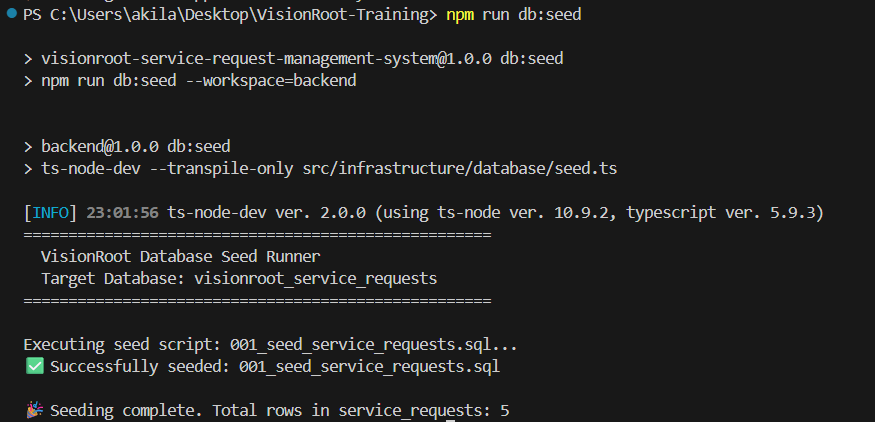 PS C:\Users\akila\Desktop\VisionRoot-Training> npm run db:seed
> visionroot-service-request-management-system@1.0.0 db:seed
> npm run db:seed --workspace=backend
> backend@1.0.0 db:seed
> ts-node-dev --transpile-only src/infrastructure/database/seed.ts
[INFO] 23:01:56 ts-node-dev ver. 2.0.0 (using ts-node ver. 10.9.2, typescript ver. 5.9.3)
====================================================
VisionRoot Database Seed Runner
Target Database: visionroot_service_requests
====================================================
Executing seed script: 001_seed_service_requests.sql...
✅ Successfully seeded: 001_seed_service_requests.sql
🎉 Seeding complete. Total rows in service_requests: 5